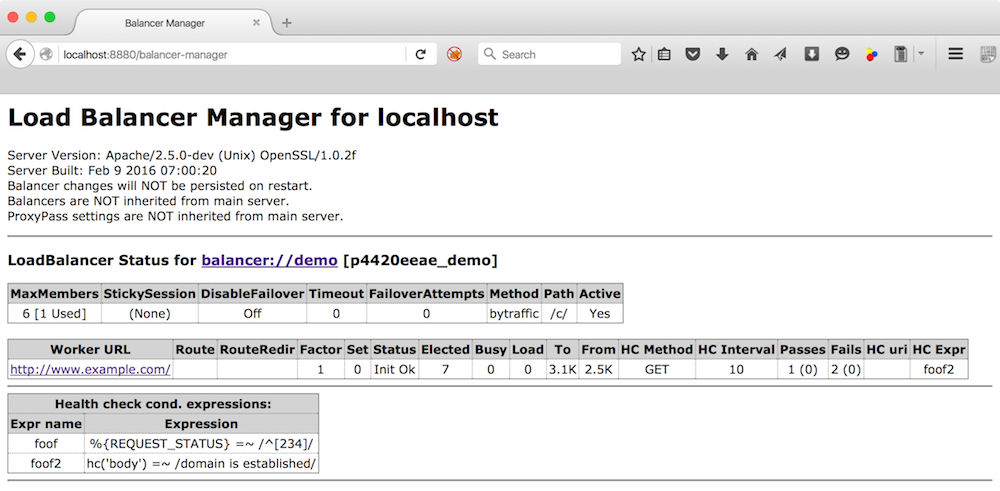 Balancer Manager
localhost:8880/balancer-manager
Search
Load Balancer Manager for localhost
Server Version: Apache/2.5.0-dev (Unix) OpenSSL/1.0.2f
Server Built: Feb 9 2016 07:00:20
Balancer changes will NOT be persisted on restart.
Balancers are NOT inherited from main server.
ProxyPass settings are NOT inherited from main server.
LoadBalancer Status for balancer://demo [p4420eeae_demo]
MaxMembers StickySession DisableFailover Timeout FailoverAttempts Method Path Active
6 [1 Used] (None) Off 0 0 bytraffic /c/ Yes
Worker URL Route RouteRedir Factor Set Status Elected Busy Load To From HC Method HC Interval Passes Fails HC uri HC Expr
http://www.example.com/ 1 0 Init Ok 7 0 0 3.1K 2.5K GET 10 1 (0) 2 (0) foof2
Health check cond. expressions:
Expr name Expression
foof %{REQUEST_STATUS} =~ /^[234]/
foof2 hc('body') =~ /domain is established/